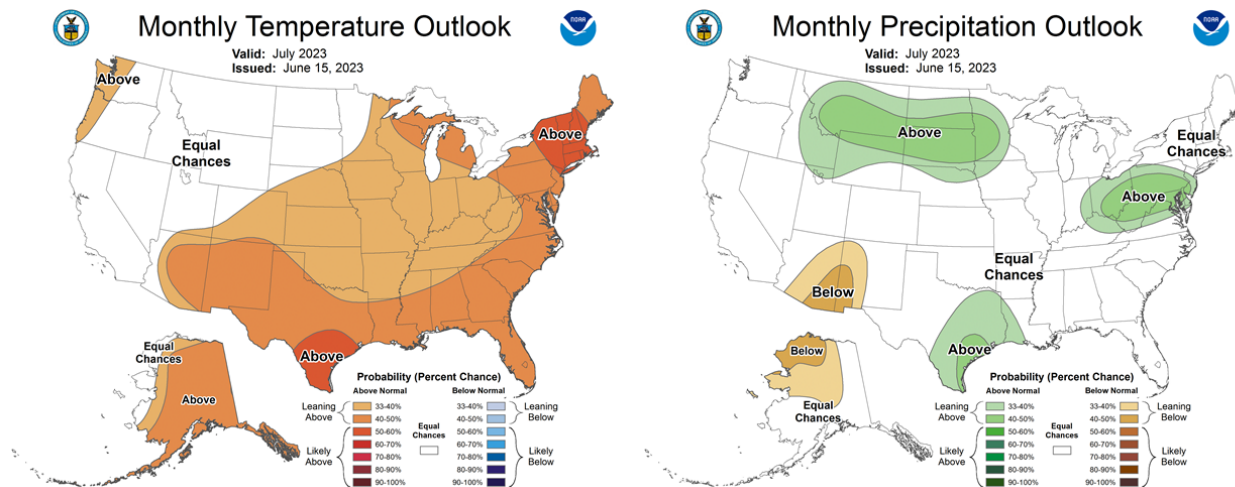 Monthly Temperature Outlook
NOAA
Valid: July 2023
Issued: June 15, 2023
Above
Equal
Chances
Above
Above
Equal
Chances
Above
Probability (Percent Chance)
Above Normal
Below Normal
Leaning
Above
33-40%
40-50%
Likely
Above
50-60%
60-70%
70-80%
80-90%
90-100%
Equal
Chances
33-40%
40-50%
Leaning
Below
50-60%
60-70%
70-80%
80-90%
90-100%
Likely
Below
Monthly Precipitation Outlook
NOAA
Valid: July 2023
Issued: June 15, 2023
Above
Equal
Chances
Above
Equal
Chances
Below
Above
Below
Equal
Chances
Probability (Percent Chance)
Above Normal
Below Normal
Leaning
Above
33-40%
40-50%
Likely
Above
50-60%
60-70%
70-80%
80-90%
90-100%
Equal
Chances
33-40%
40-50%
Leaning
Below
50-60%
60-70%
70-80%
80-90%
90-100%
Likely
Below